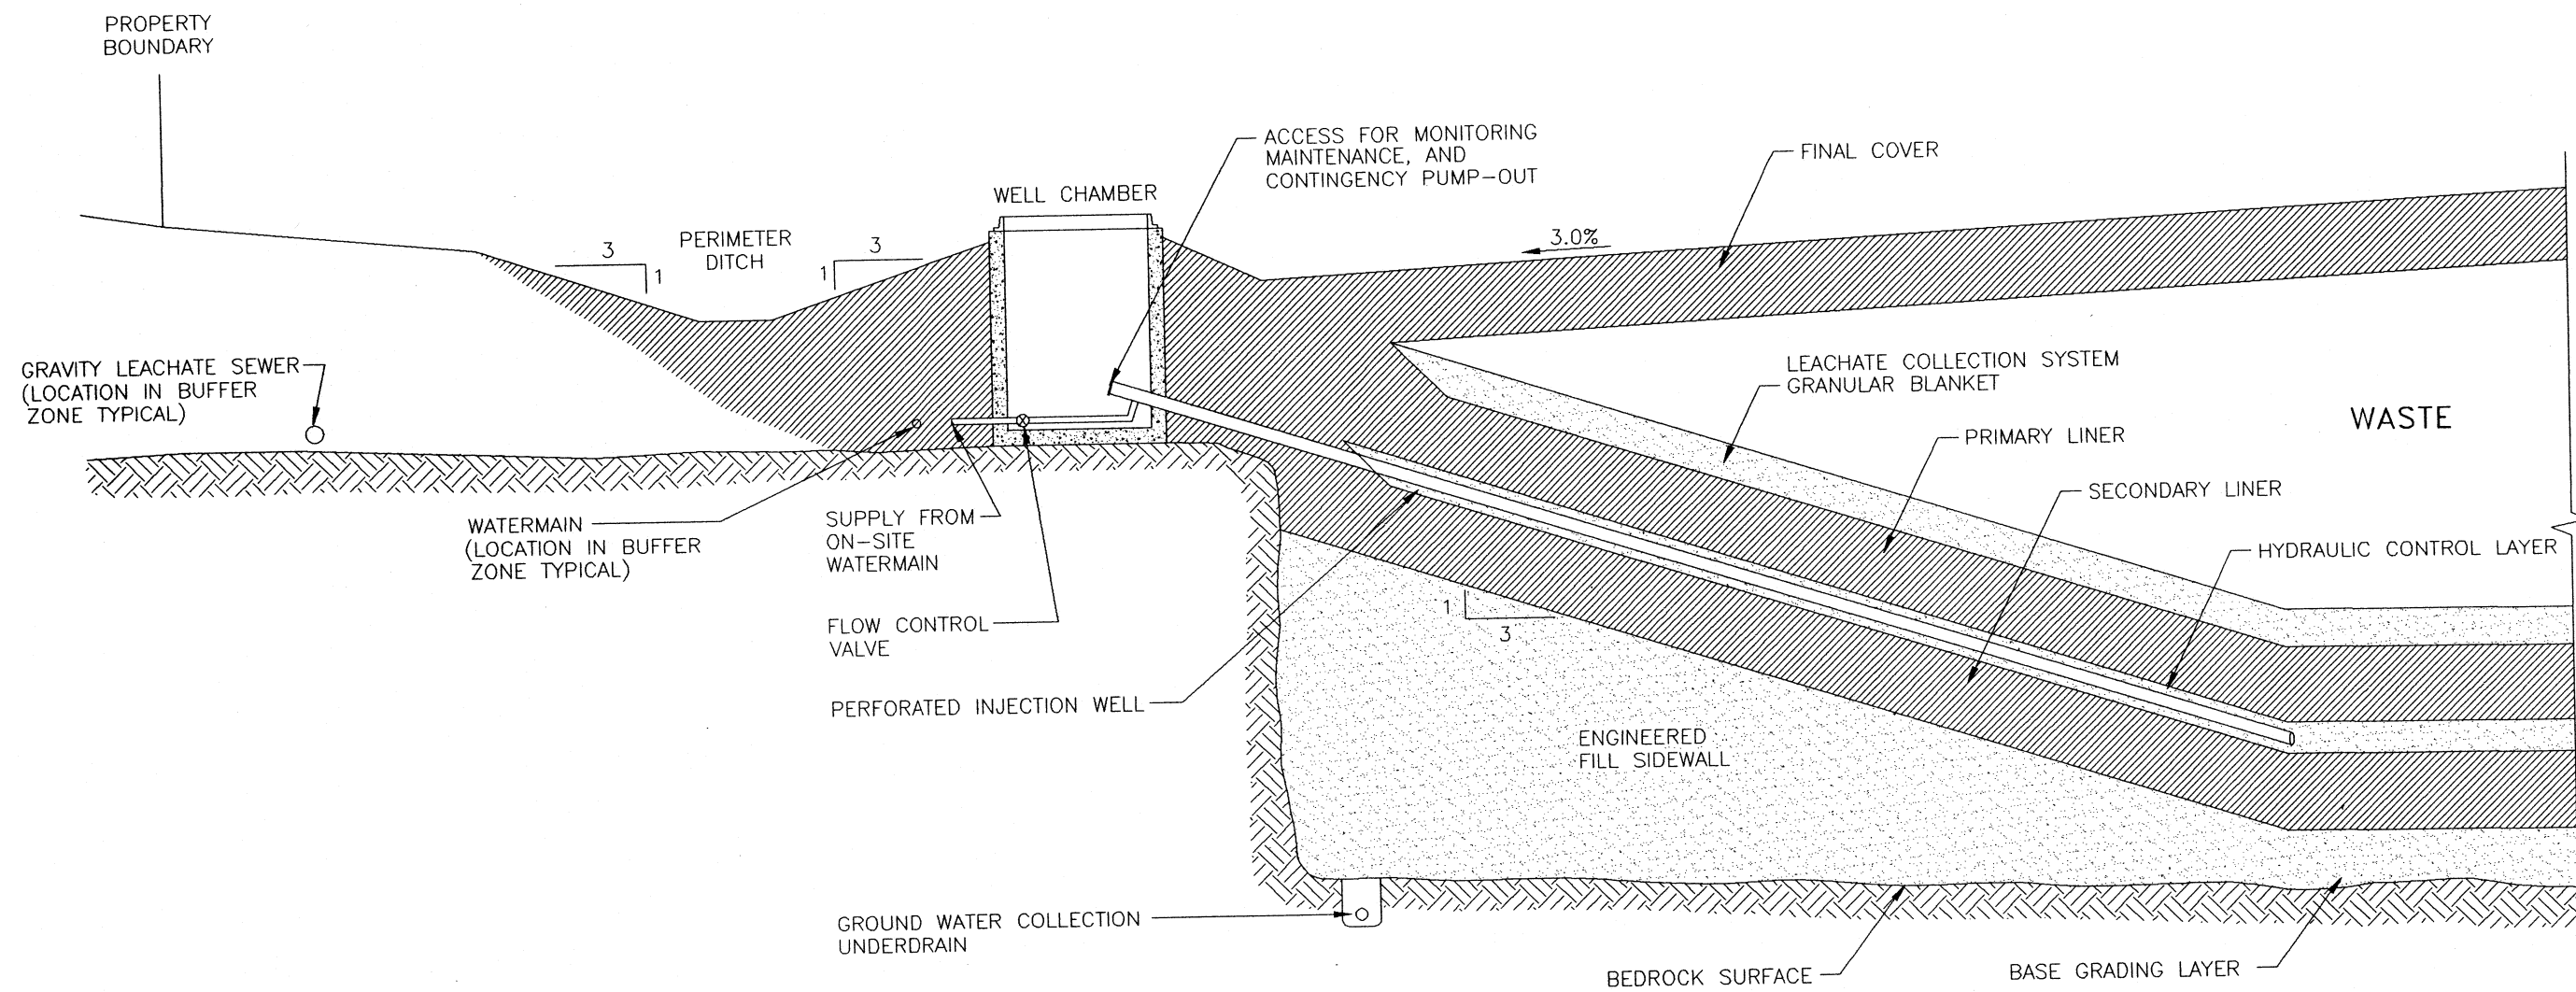 PROPERTY
BOUNDARY
ACCESS FOR MONITORING
MAINTENANCE, AND
CONTINGENCY PUMP-OUT
FINAL COVER
WELL CHAMBER
3
1
PERIMETER
DITCH
3
1
3.0%
GRAVITY LEACHATE SEWER
(LOCATION IN BUFFER
ZONE TYPICAL)
LEACHATE COLLECTION SYSTEM
GRANULAR BLANKET
WASTE
PRIMARY LINER
SECONDARY LINER
HYDRAULIC CONTROL LAYER
WATERMAIN
(LOCATION IN BUFFER
ZONE TYPICAL)
SUPPLY FROM
ON-SITE
WATERMAIN
FLOW CONTROL
VALVE
1
3
PERFORATED INJECTION WELL
ENGINEERED
FILL SIDEWALL
GROUND WATER COLLECTION
UNDERDRAIN
BEDROCK SURFACE
BASE GRADING LAYER